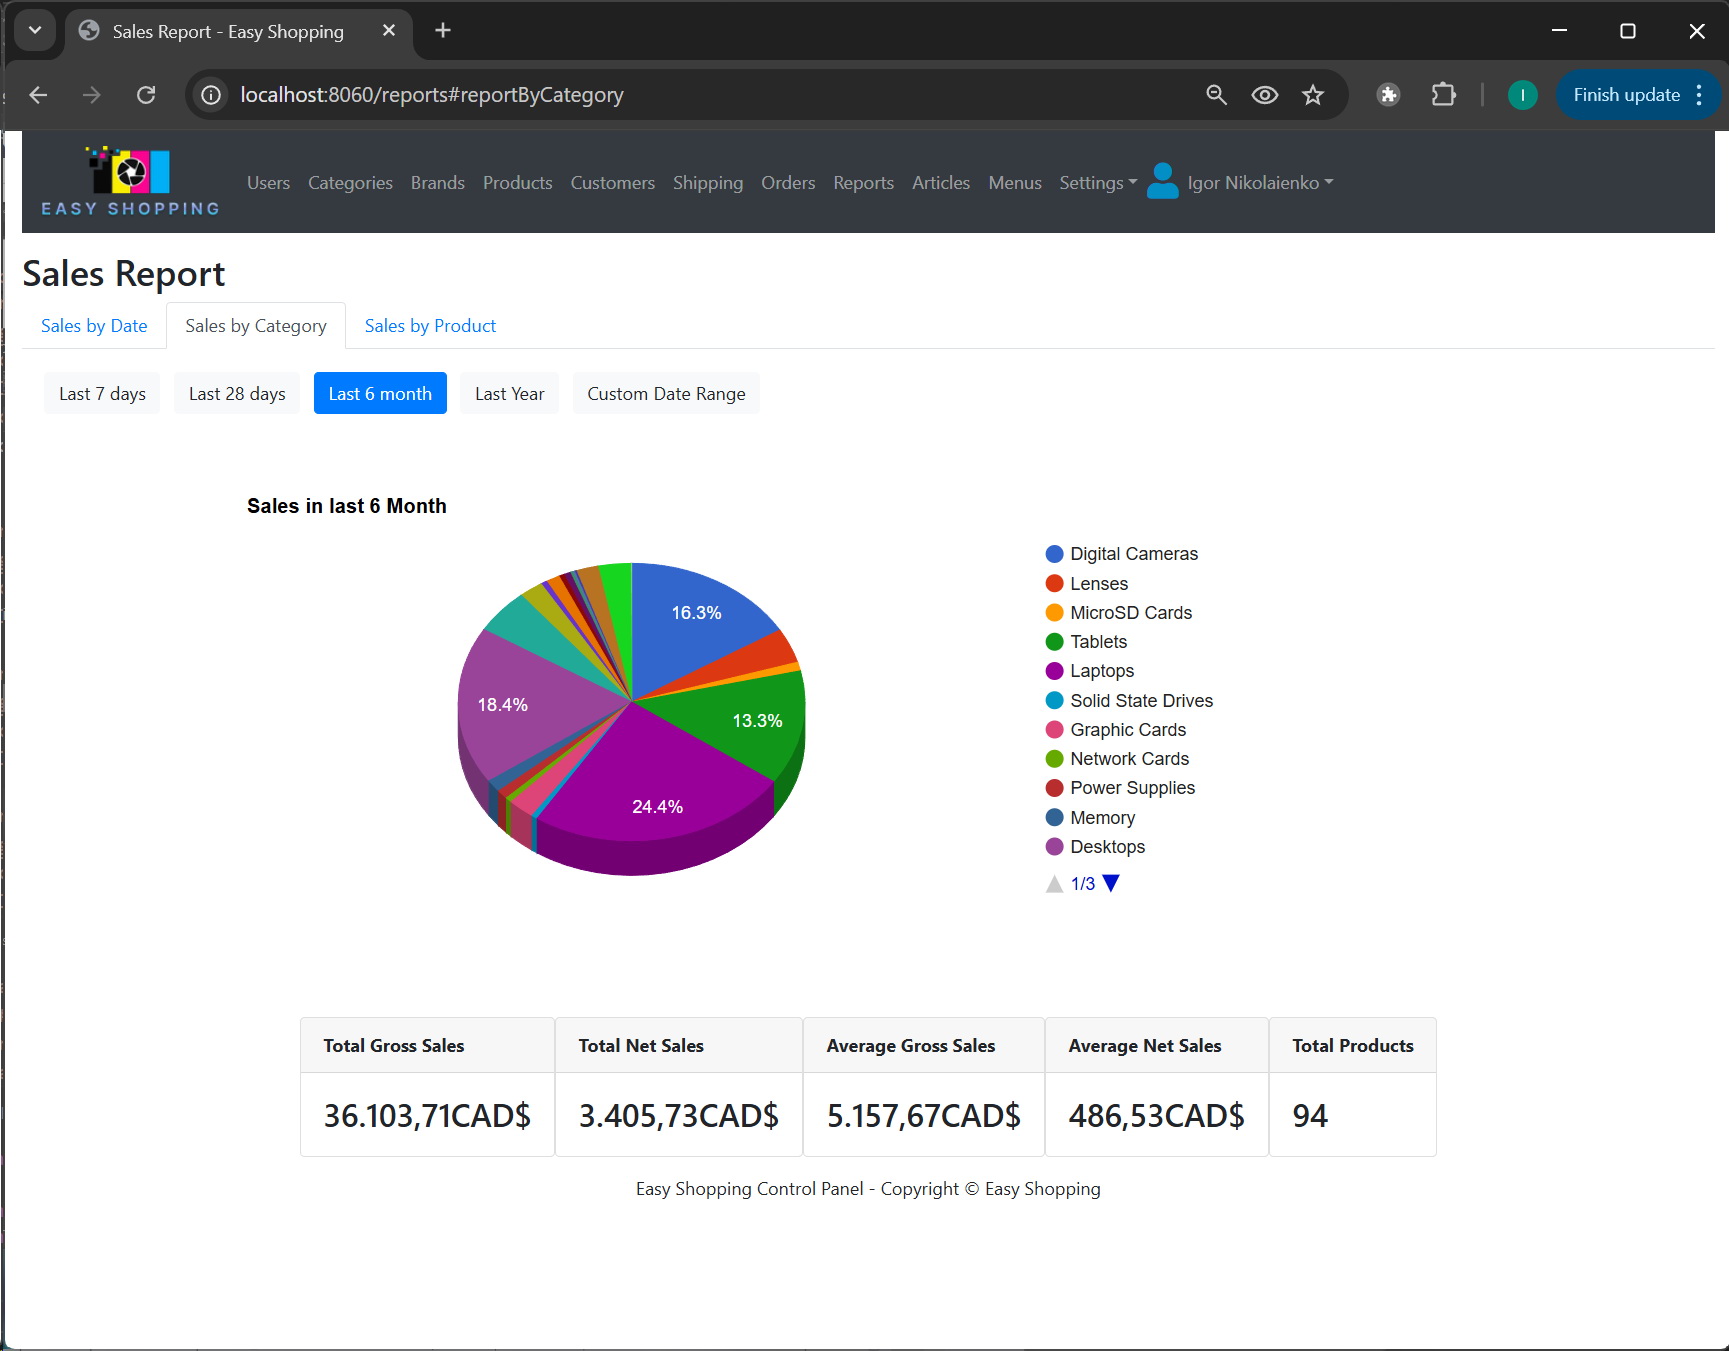 Sales Report - Easy Shopping
localhost:8060/reports#reportByCategory
I
Finish update
EASY SHOPPING
Users Categories Brands Products Customers Shipping Orders Reports Articles Menus Settings Igor Nikolaienko
Sales Report
Sales by Date Sales by Category Sales by Product
Last 7 days Last 28 days Last 6 month Last Year Custom Date Range
Sales in last 6 Month
16.3%
18.4%
13.3%
24.4%
Digital Cameras
Lenses
MicroSD Cards
Tablets
Laptops
Solid State Drives
Graphic Cards
Network Cards
Power Supplies
Memory
Desktops
1/3
Total Gross Sales Total Net Sales Average Gross Sales Average Net Sales Total Products
36.103,71CAD$ 3.405,73CAD$ 5.157,67CAD$ 486,53CAD$ 94
Easy Shopping Control Panel - Copyright © Easy Shopping